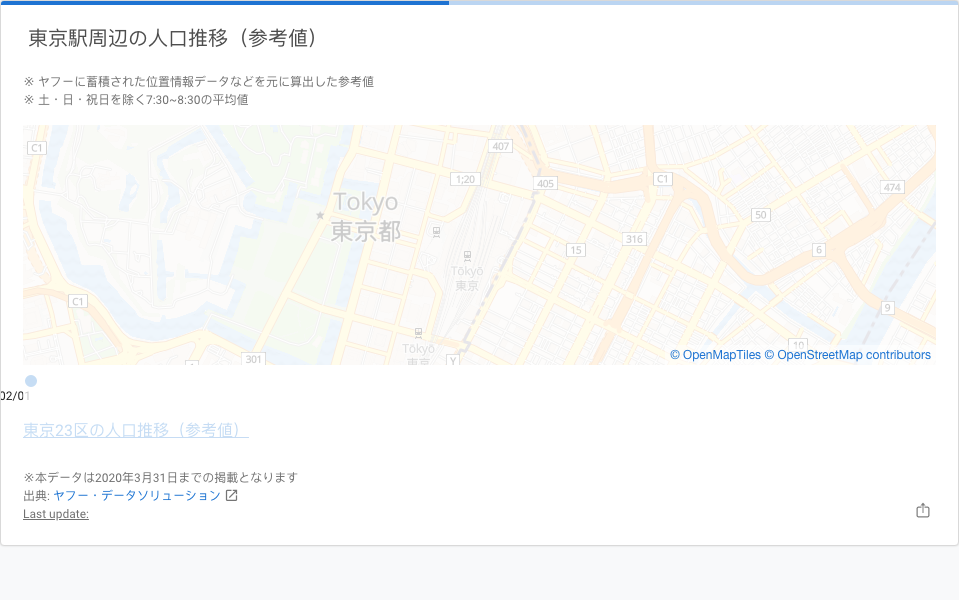 東京駅周辺の人口推移（参考値）
※ ヤフーに蓄積された位置情報データなどを元に算出した参考値
※ 土・日・祝日を除く7:30~8:30の平均値
C1
407
1;20
405
C1
474
Tokyo
東京都
50
316
15
6
Tōkyō
東京
C1
9
10
301
Tōkyō
東京
Y
© OpenMapTiles © OpenStreetMap contributors
02/01
東京23区の人口推移（参考値）
※本データは2020年3月31日までの掲載となります
出典: ヤフー・データソリューション
Last update: